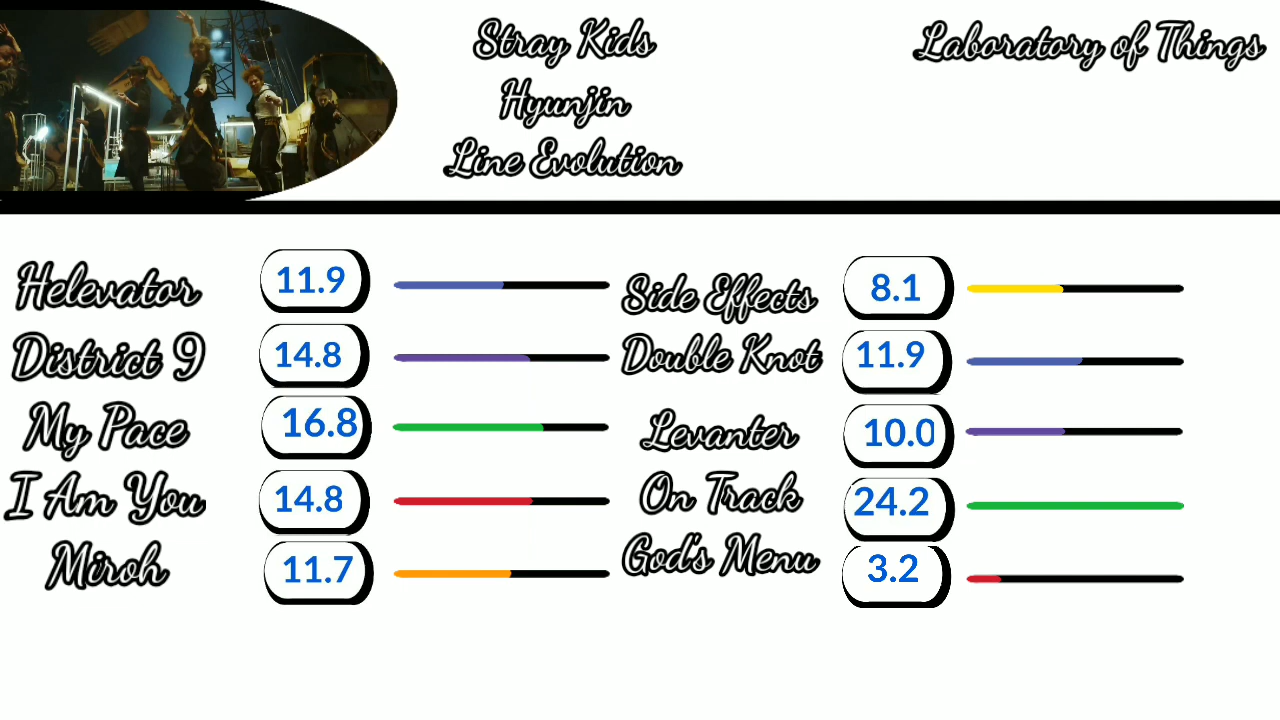 Stray Kids
Hyunjin
Line Evolution
Laboratory of Things
Helevator 11.9
District 9 14.8
My Pace 16.8
I Am You 14.8
Miroh 11.7
Side Effects 8.1
Double Knot 11.9
Levanter 10.0
On Track 24.2
God's Menu 3.2